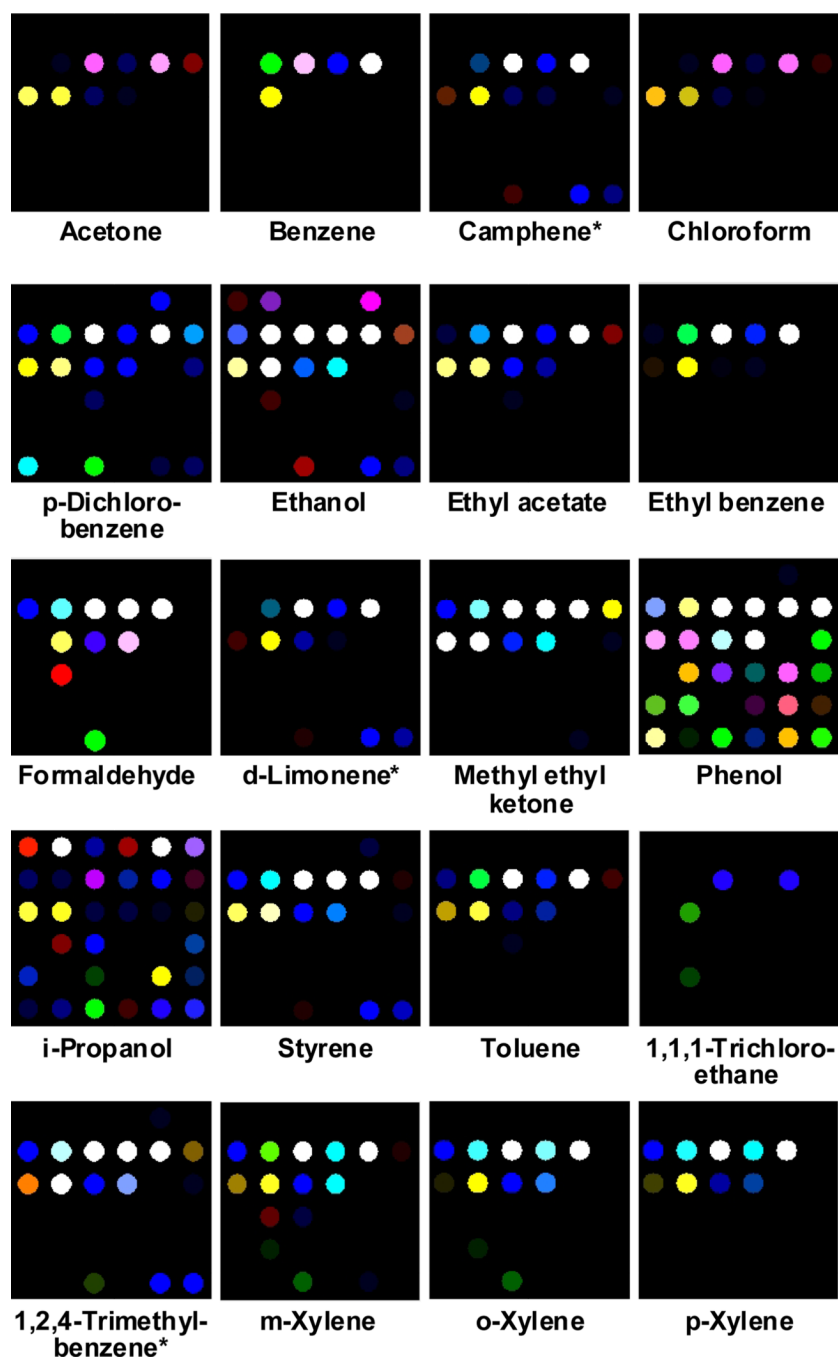 Acetone
Benzene
Camphene*
Chloroform
p-Dichloro-
benzene
Ethanol
Ethyl acetate
Ethyl benzene
Formaldehyde
d-Limonene*
Methyl ethyl
ketone
Phenol
i-Propanol
Styrene
Toluene
1,1,1-Trichloro-
ethane
1,2,4-Trimethyl-
benzene*
m-Xylene
o-Xylene
p-Xylene